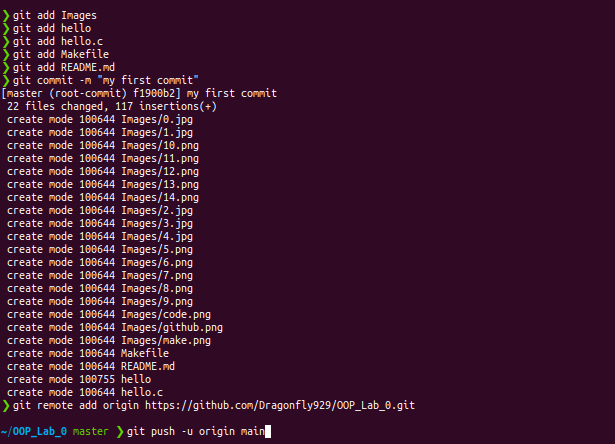 ❯ git add Images
❯ git add hello
❯ git add hello.c
❯ git add Makefile
❯ git add README.md
❯ git commit -m "my first commit"
[master (root-commit) f1900b2] my first commit
 22 files changed, 117 insertions(+)
 create mode 100644 Images/0.jpg
 create mode 100644 Images/1.jpg
 create mode 100644 Images/10.png
 create mode 100644 Images/11.png
 create mode 100644 Images/12.png
 create mode 100644 Images/13.png
 create mode 100644 Images/14.png
 create mode 100644 Images/2.jpg
 create mode 100644 Images/3.jpg
 create mode 100644 Images/4.jpg
 create mode 100644 Images/5.png
 create mode 100644 Images/6.png
 create mode 100644 Images/7.png
 create mode 100644 Images/8.png
 create mode 100644 Images/9.png
 create mode 100644 Images/code.png
 create mode 100644 Images/github.png
 create mode 100644 Images/make.png
 create mode 100644 Makefile
 create mode 100644 README.md
 create mode 100755 hello
 create mode 100644 hello.c
❯ git remote add origin https://github.com/Dragonfly929/OOP_Lab_0.git
~/OOP_Lab_0 master ❯ git push -u origin main